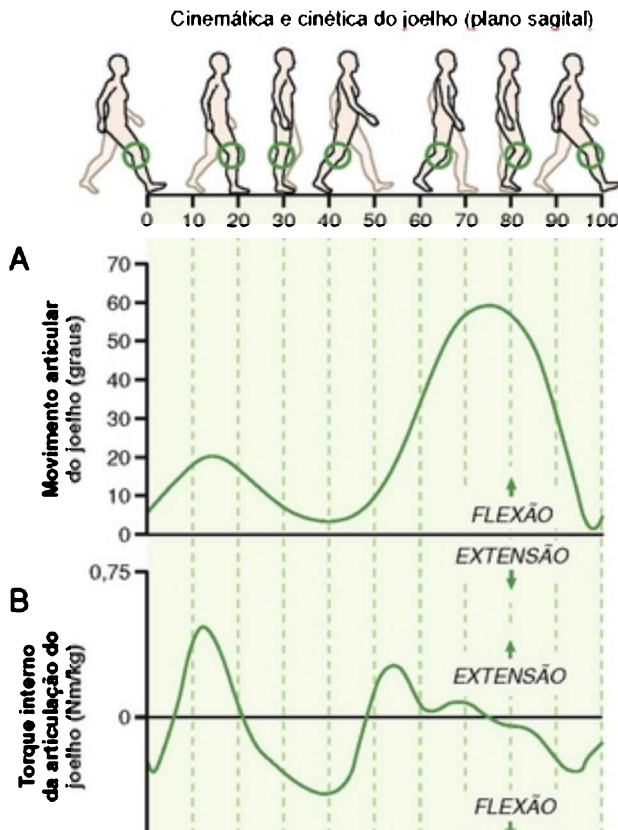 Cinemática e cinética do joelho (plano sagital)
0 10 20 30 40 50 60 70 80 90 100
A
Movimento articular
do joelho (graus)
70
60
50
40
30
20
10
0
FLEXÃO
EXTENSÃO
B
Torque interno
da articulação do
joelho (Nm/kg)
0,75
0
EXTENSÃO
FLEXÃO